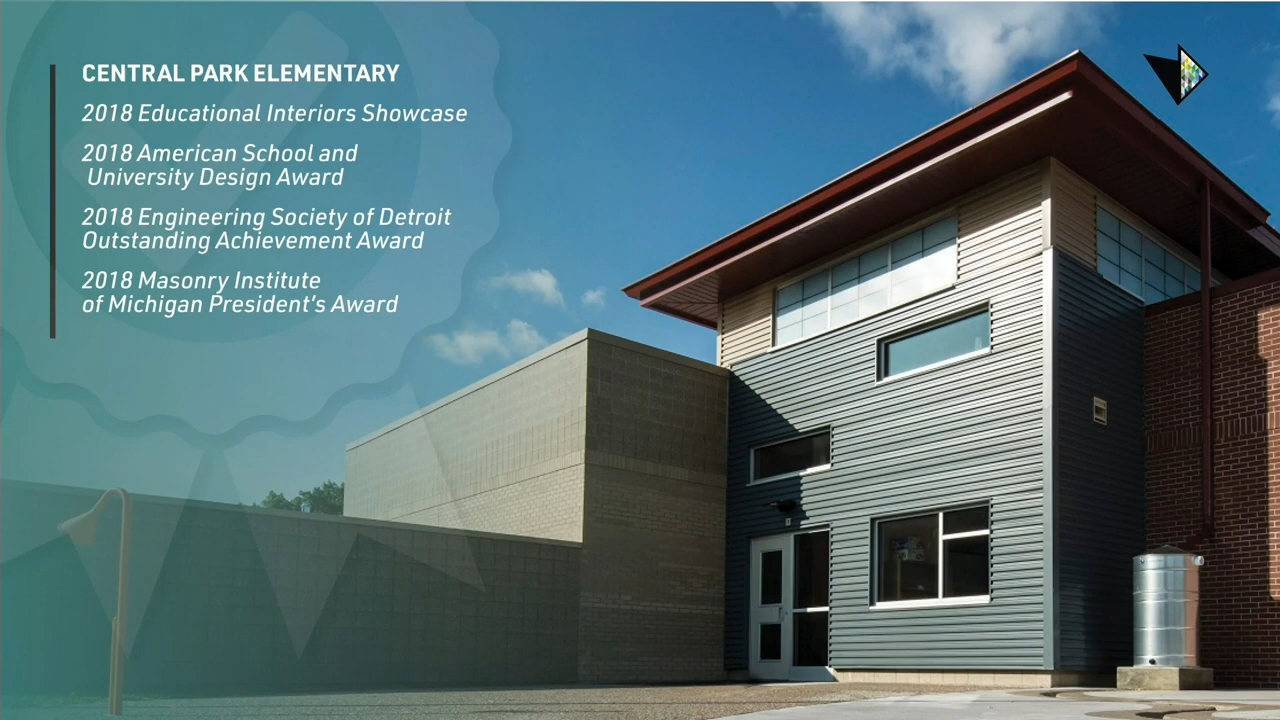 CENTRAL PARK ELEMENTARY
2018 Educational Interiors Showcase
2018 American School and
University Design Award
2018 Engineering Society of Detroit
Outstanding Achievement Award
2018 Masonry Institute
of Michigan President's Award